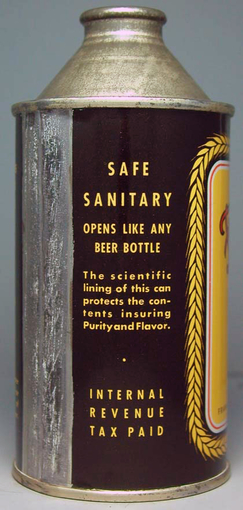 SAFE
SANITARY
OPENS LIKE ANY
BEER BOTTLE
The scientific
lining of this can
protects the con-
tents insuring
Purity and Flavor.
INTERNAL
REVENUE
TAX PAID